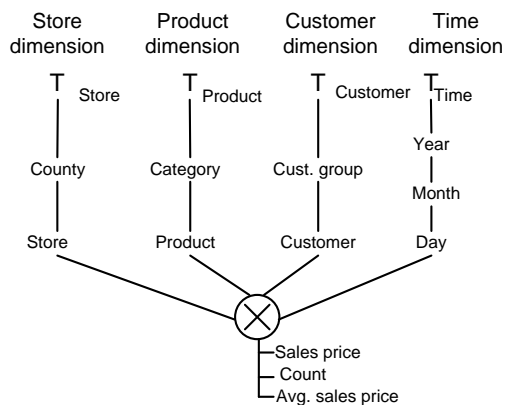 Store dimension
Product dimension
Customer dimension
Time dimension
T Store
T Product
T Customer
T Time
Year
County
Category
Cust. group
Month
Store
Product
Customer
Day
Sales price
Count
Avg. sales price